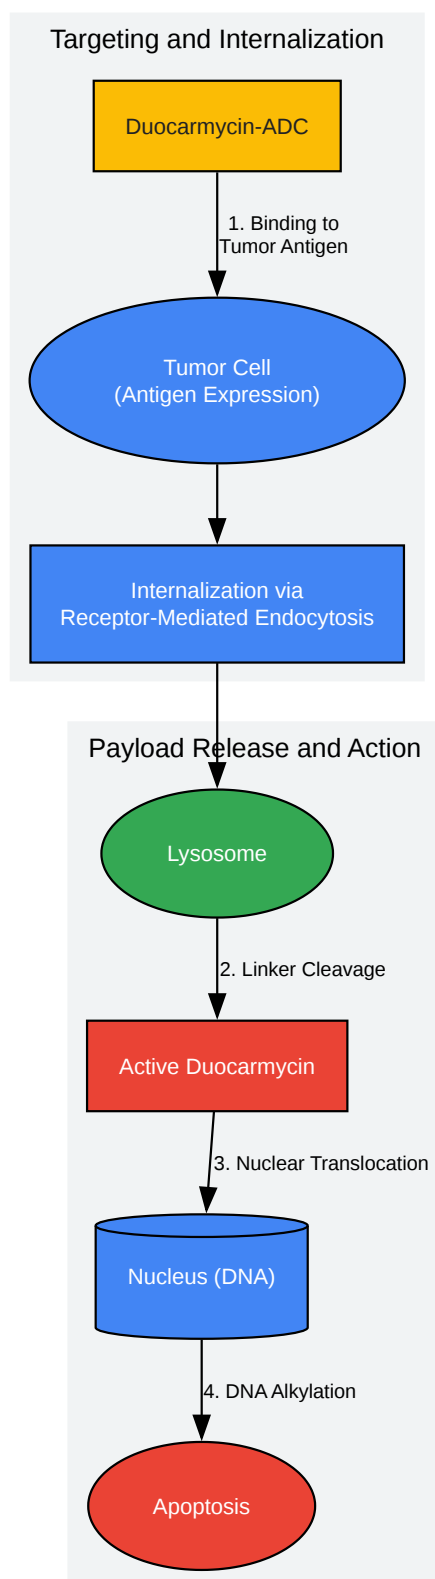 Targeting and Internalization
Duocarmycin-ADC
1. Binding to
Tumor Antigen
Tumor Cell
(Antigen Expression)
Internalization via
Receptor-Mediated Endocytosis
Payload Release and Action
Lysosome
2. Linker Cleavage
Active Duocarmycin
3. Nuclear Translocation
Nucleus (DNA)
4. DNA Alkylation
Apoptosis